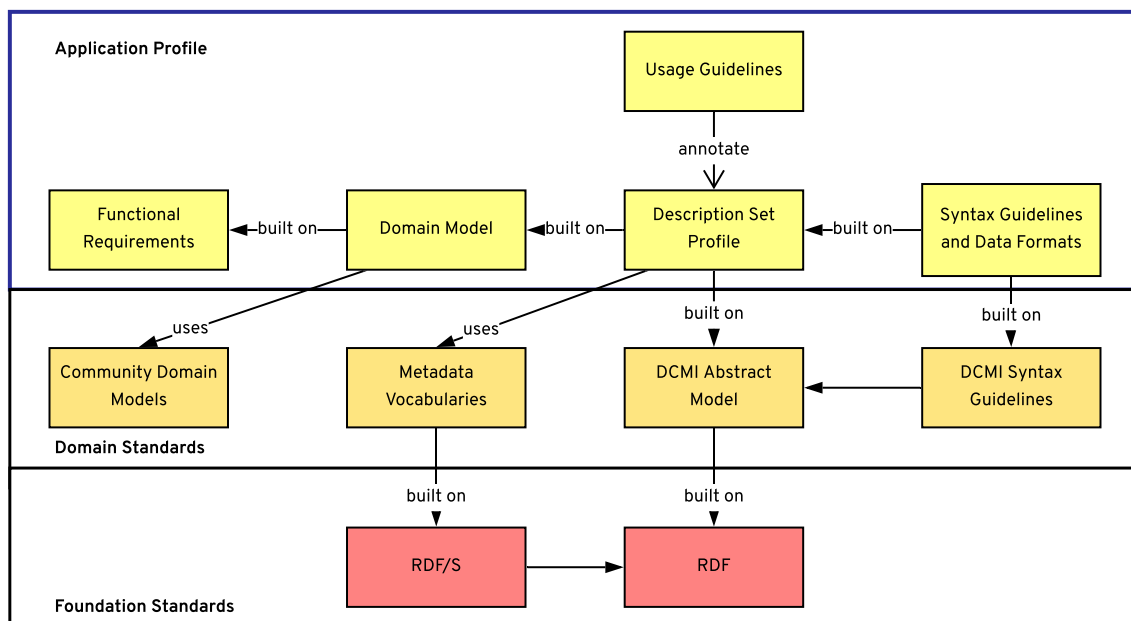 Application Profile
Usage Guidelines
annotate
Functional
Requirements
built on
Domain Model
built on
Description Set
Profile
built on
Syntax Guidelines
and Data Formats
uses
uses
built on
built on
Community Domain
Models
Metadata
Vocabularies
DCMI Abstract
Model
DCMI Syntax
Guidelines
Domain Standards
built on
built on
RDF/S
RDF
Foundation Standards